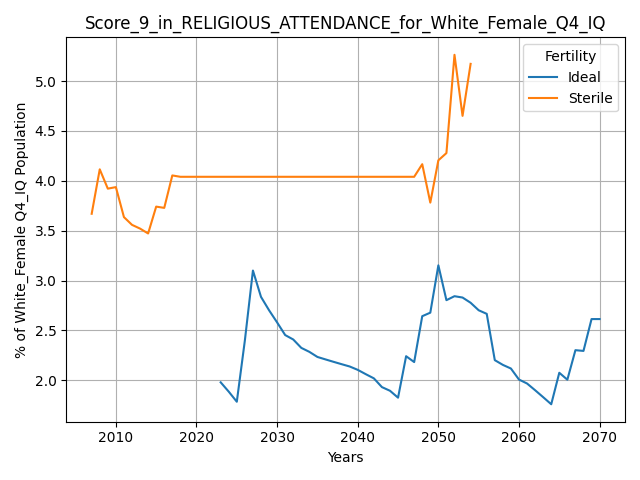 Score_9_in_RELIGIOUS_ATTENDANCE_for_White_Female_Q4_IQ
Fertility
Ideal
Sterile
% of White_Female Q4_IQ Population
5.0
4.5
4.0
3.5
3.0
2.5
2.0
2010 2020 2030 2040 2050 2060 2070
Years